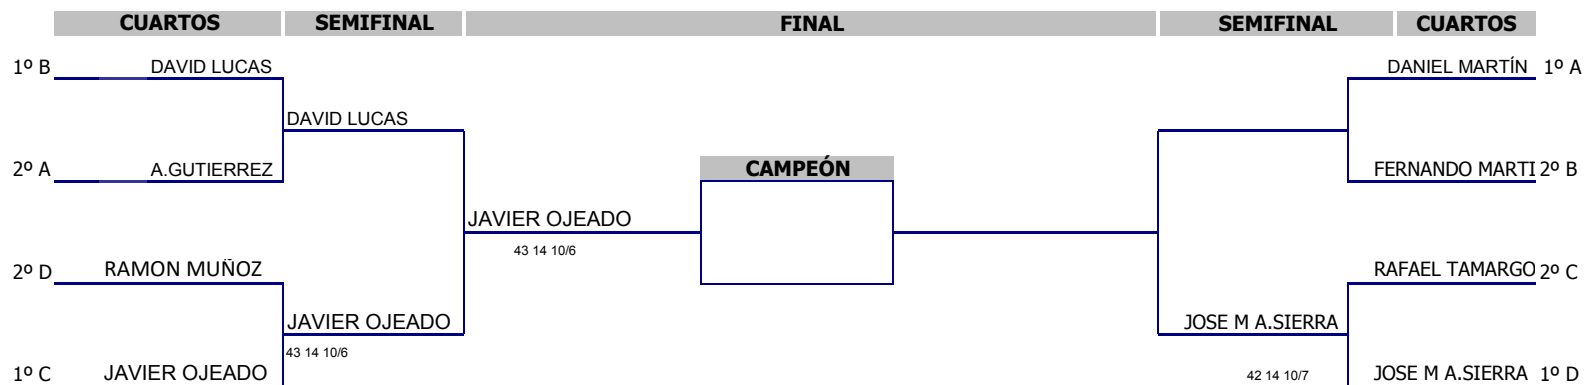 CUARTOS SEMIFINAL FINAL SEMIFINAL CUARTOS
1º B DAVID LUCAS DANIEL MARTÍN 1º A
DAVID LUCAS
2º A A.GUTIERREZ CAMPEÓN FERNANDO MARTI 2º B
JAVIER OJEADO
43 14 10/6
2º D RAMON MUÑOZ RAFAEL TAMARGO 2º C
JAVIER OJEADO JOSE M A.SIERRA
43 14 10/6
1º C JAVIER OJEADO 42 14 10/7 JOSE M A.SIERRA 1º D